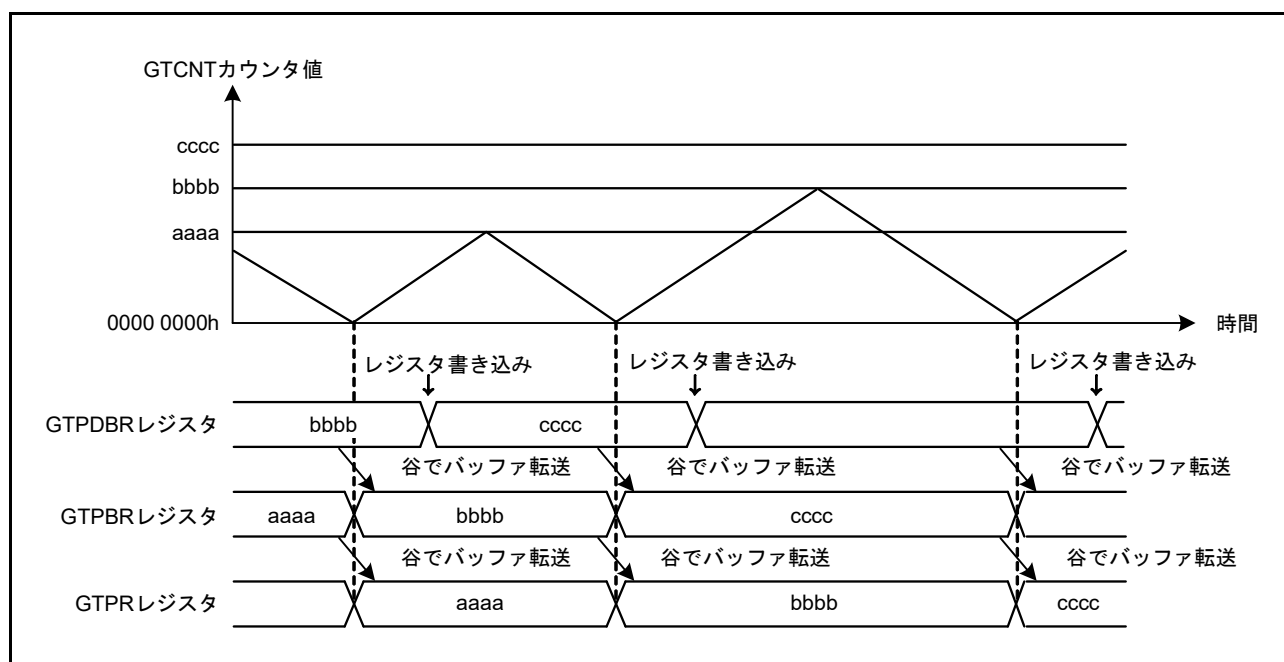 GTCNTカウンタ値
cccc
bbbb
aaaa
0000 0000h
時間
レジスタ書き込み レジスタ書き込み レジスタ書き込み
GTPDBRレジスタ bbbb cccc
谷でバッファ転送 谷でバッファ転送 谷でバッファ転送
GTPBRレジスタ aaaa bbbb cccc
谷でバッファ転送 谷でバッファ転送 谷でバッファ転送
GTPRレジスタ aaaa bbbb cccc